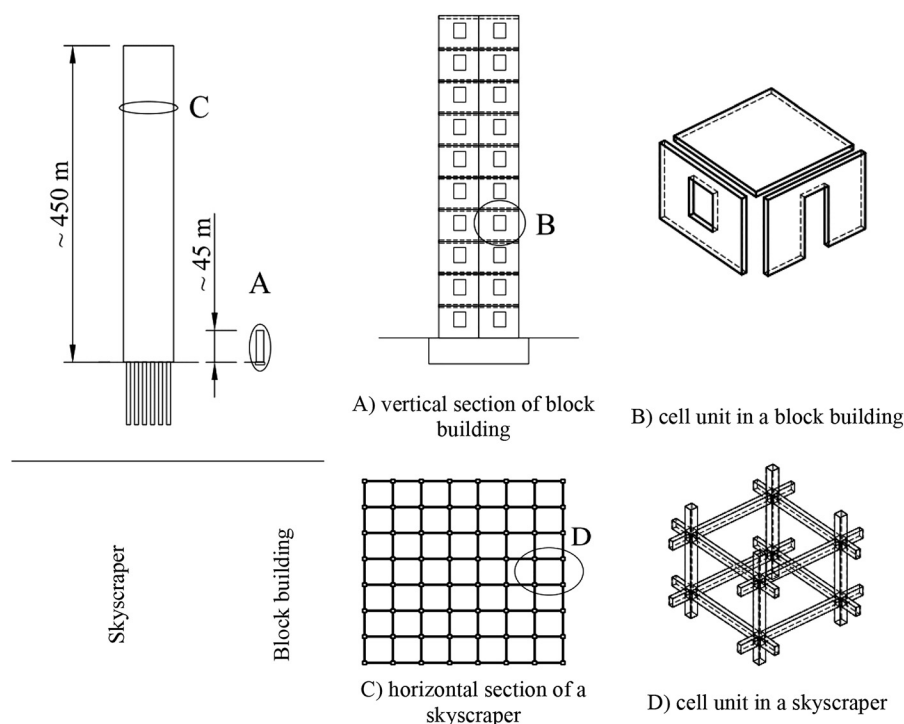 ~ 450 m
C
~ 45 m
A
B
A) vertical section of block
building
B) cell unit in a block building
Skyscraper
Block building
D
C) horizontal section of a
skyscraper
D) cell unit in a skyscraper